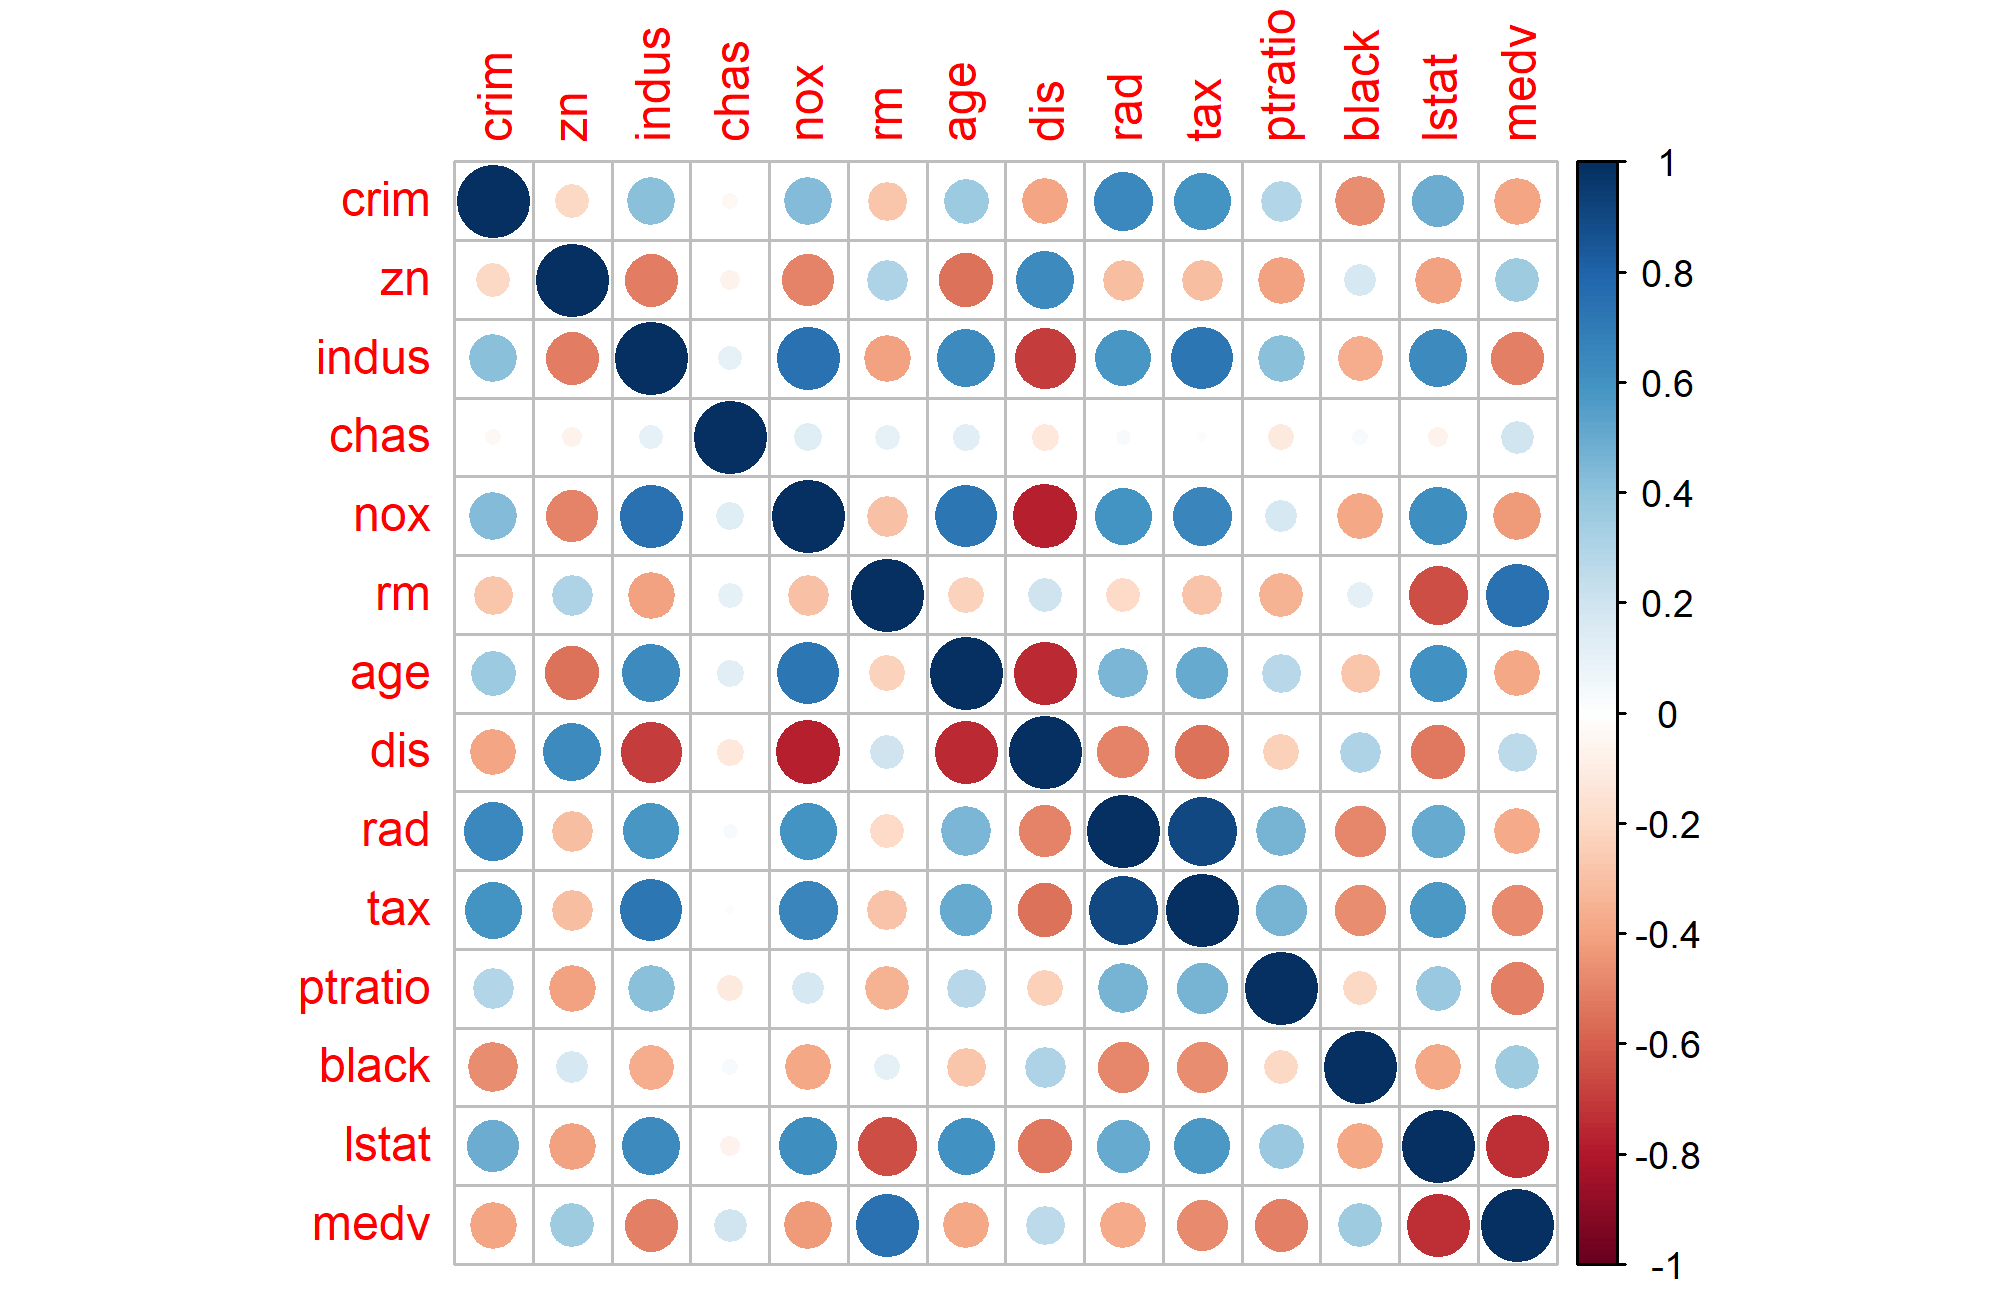 crim zn indus chas nox rm age dis rad tax ptratio black lstat medv
crim
zn
indus
chas
nox
rm
age
dis
rad
tax
ptratio
black
lstat
medv
1
0.8
0.6
0.4
0.2
0
-0.2
-0.4
-0.6
-0.8
-1